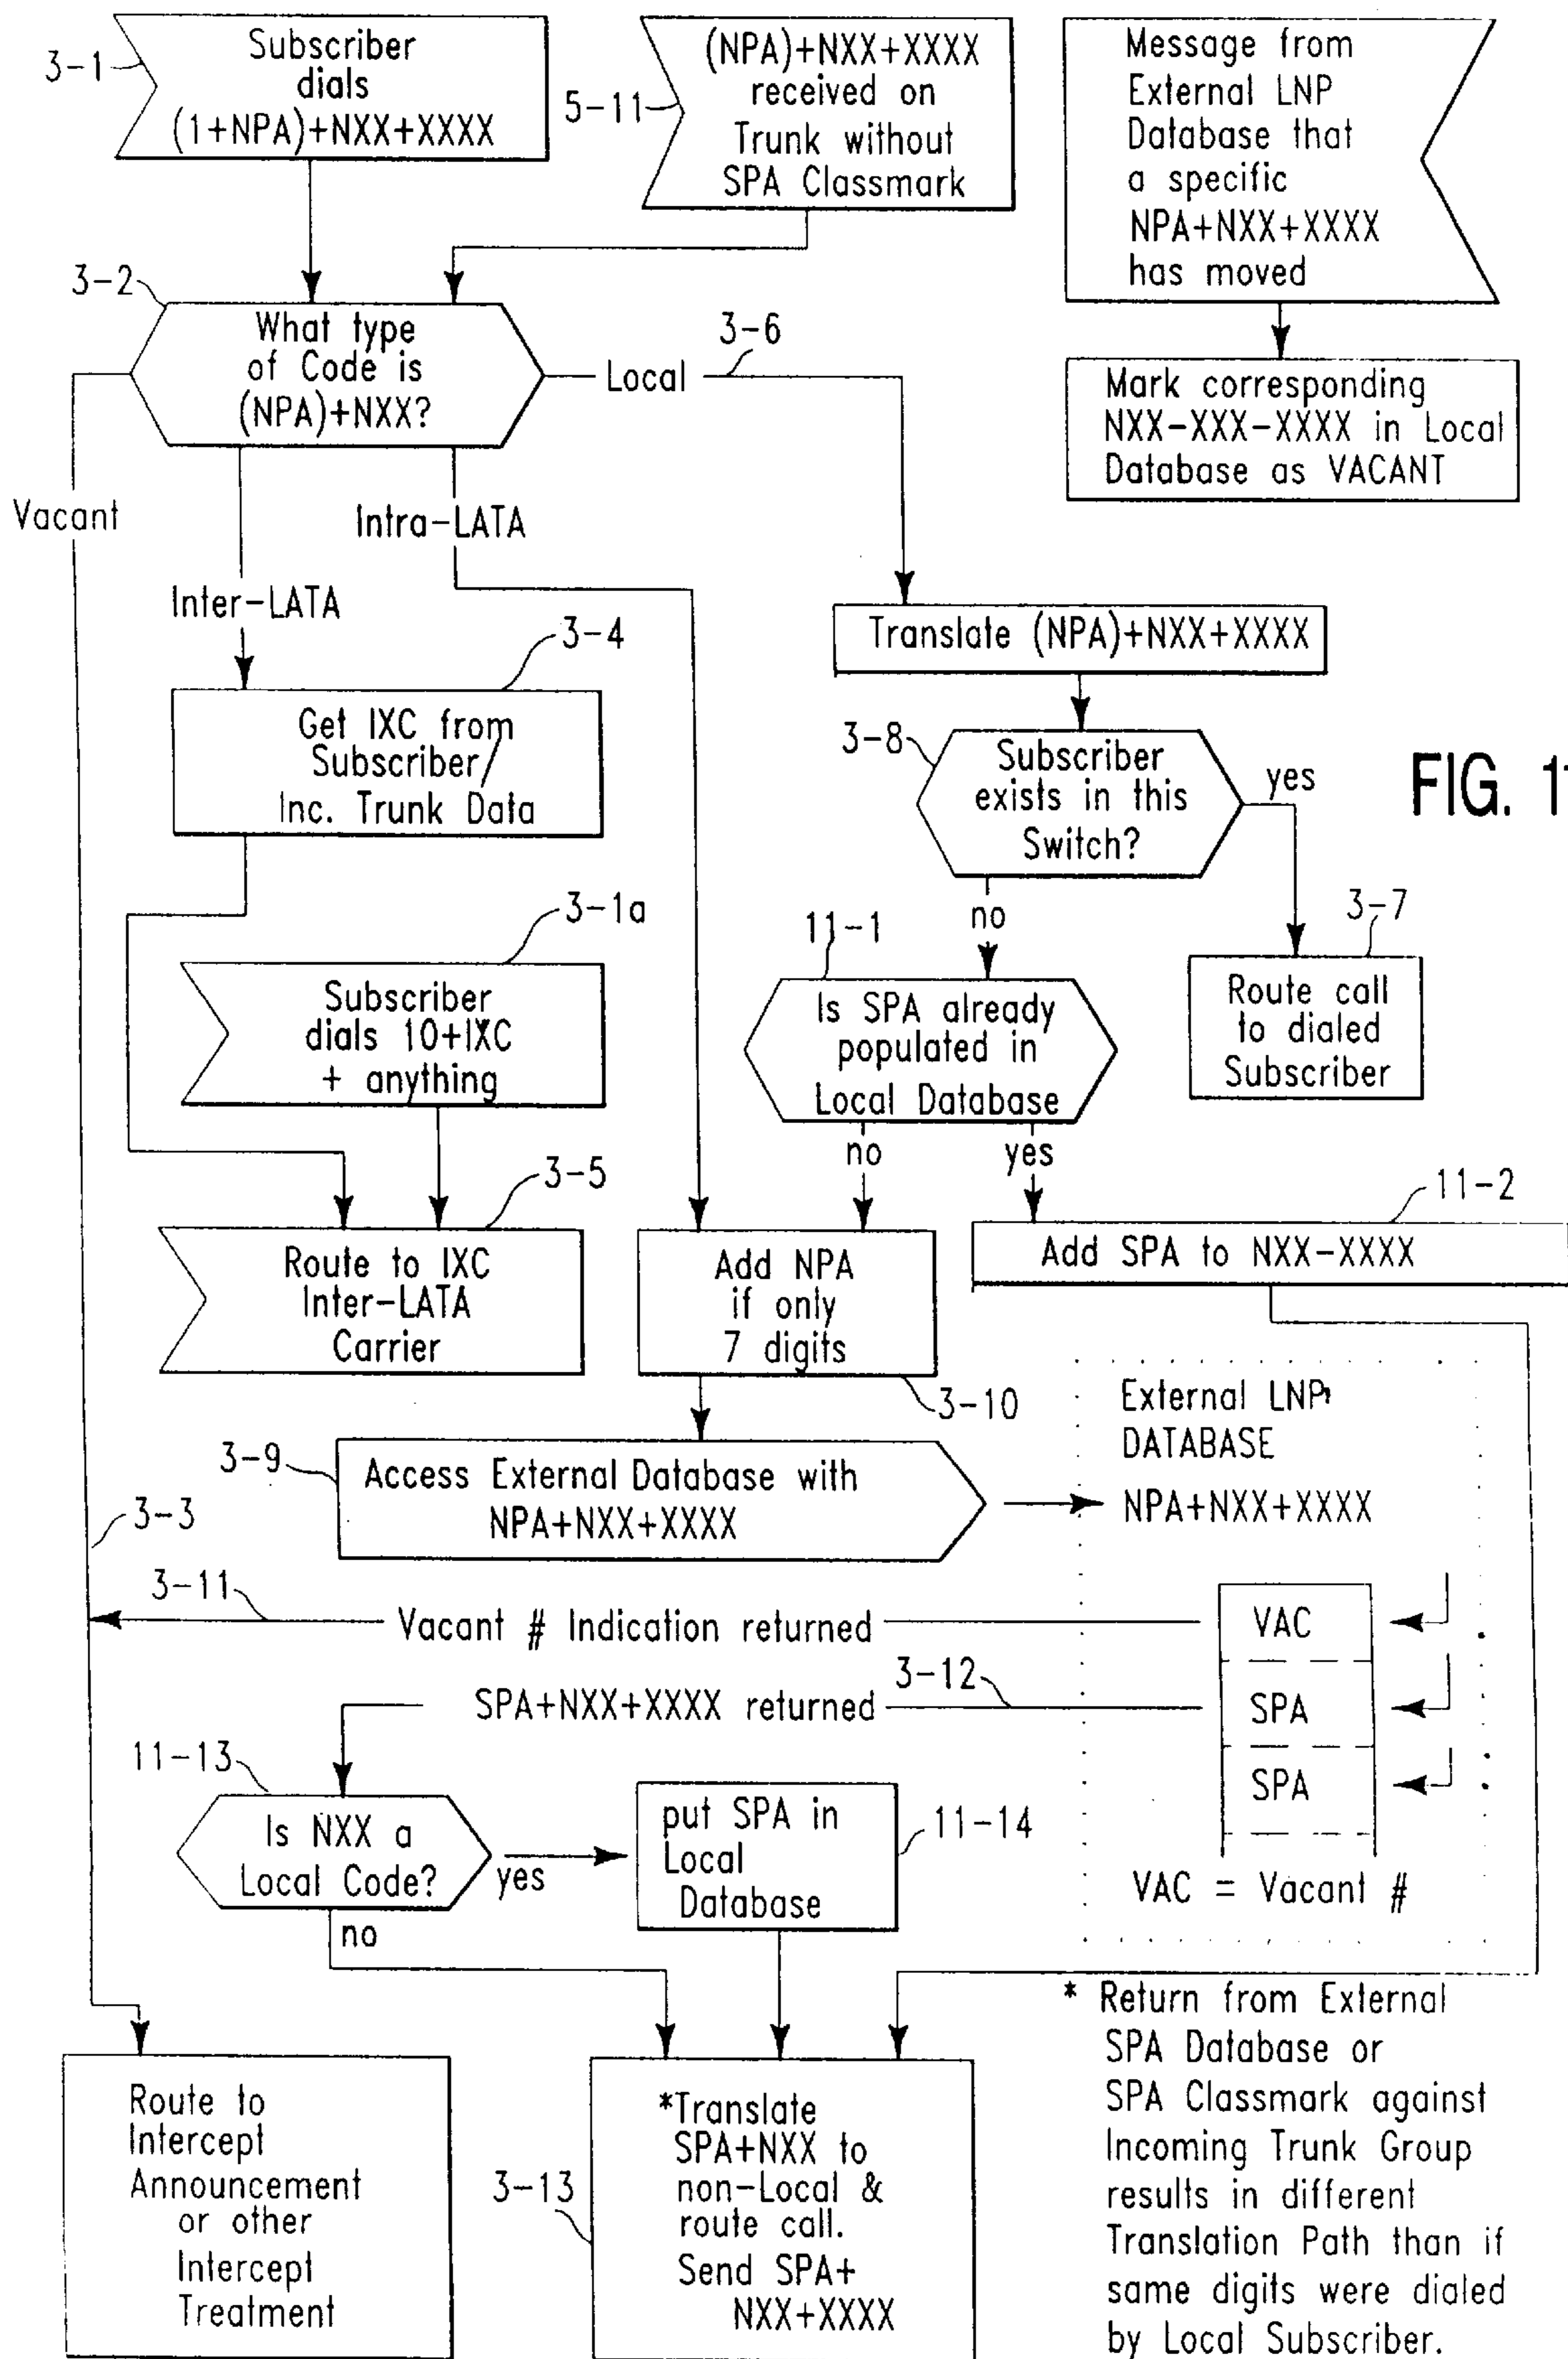 3-1
Subscriber
dials
(1+NPA)+NXX+XXXX
5-11
(NPA)+NXX+XXXX
received on
Trunk without
SPA Classmark
Message from
External LNP
Database that
a specific
NPA+NXX+XXXX
has moved
3-2
What type
of Code is
(NPA)+NXX?
Local
3-6
Mark corresponding
NXX-XXX-XXXX in Local
Database as VACANT
Vacant
Intra-LATA
Inter-LATA
3-4
Get IXC from
Subscriber/
Inc. Trunk Data
Translate (NPA)+NXX+XXXX
3-8
Subscriber
exists in this
Switch?
yes
no
FIG. 11
3-1a
Subscriber
dials 10+IXC
+ anything
11-1
Is SPA already
populated in
Local Database
no
yes
3-7
Route call
to dialed
Subscriber
3-5
Route to IXC
Inter-LATA
Carrier
Add NPA
if only
7 digits
3-10
11-2
Add SPA to NXX-XXXX
3-9
Access External Database with
NPA+NXX+XXXX
External LNP
DATABASE
NPA+NXX+XXXX
3-3
3-11
Vacant # Indication returned
VAC
3-12
SPA+NXX+XXXX returned
SPA
SPA
VAC = Vacant #
11-13
Is NXX a
Local Code?
yes
no
put SPA in
Local
Database
11-14
Route to
Intercept
Announcement
or other
Intercept
Treatment
3-13
*Translate
SPA+NXX to
non-Local &
route call.
Send SPA+
NXX+XXXX
* Return from External
SPA Database or
SPA Classmark against
Incoming Trunk Group
results in different
Translation Path than if
same digits were dialed
by Local Subscriber.